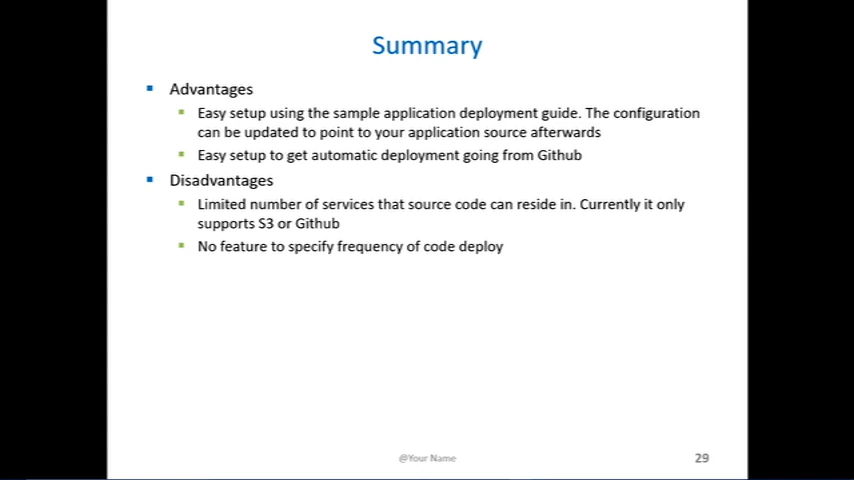 Summary
Advantages
Easy setup using the sample application deployment guide. The configuration
can be updated to point to your application source afterwards
Easy setup to get automatic deployment going from Github
Disadvantages
Limited number of services that source code can reside in. Currently it only
supports S3 or Github
No feature to specify frequency of code deploy
@Your Name
29